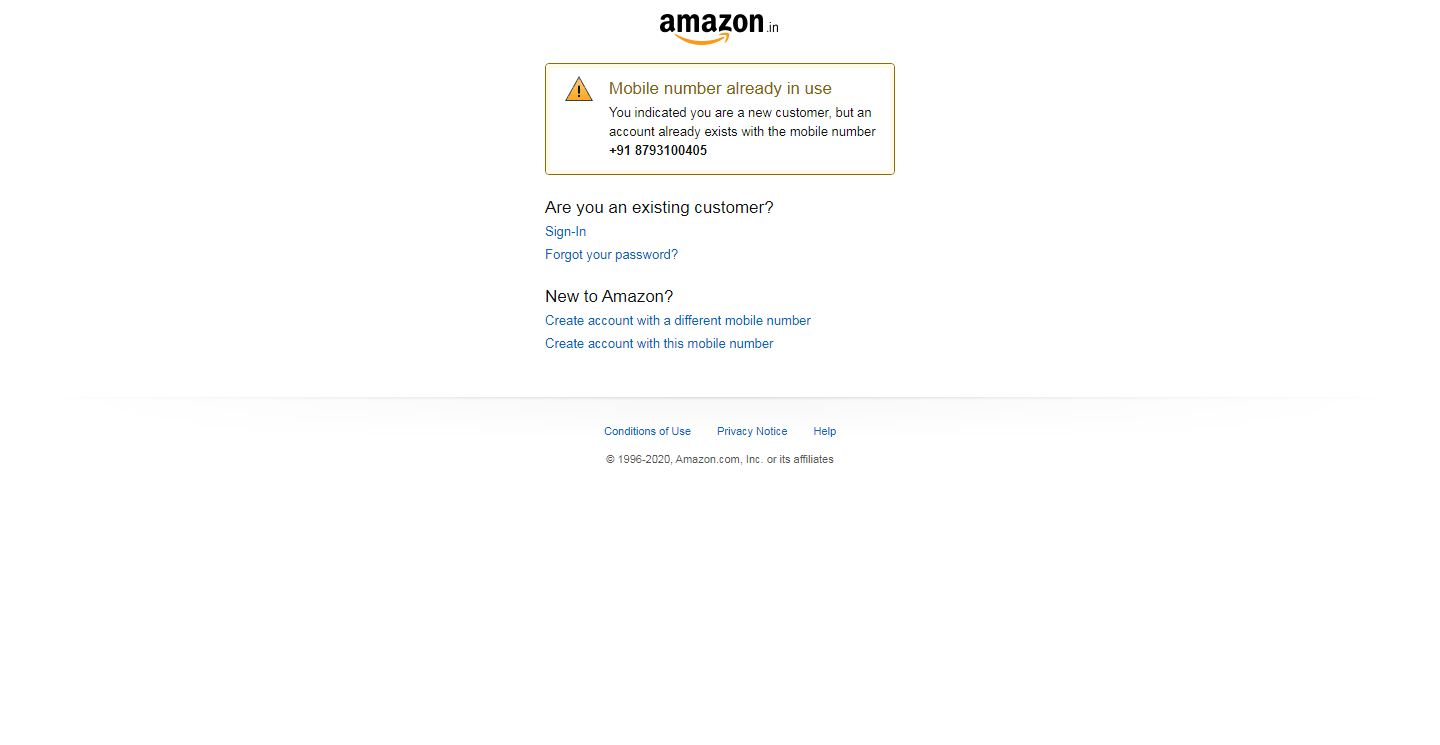 amazon.in
Mobile number already in use
You indicated you are a new customer, but an
account already exists with the mobile number
+91 8793100405
Are you an existing customer?
Sign-In
Forgot your password?
New to Amazon?
Create account with a different mobile number
Create account with this mobile number
Conditions of Use Privacy Notice Help
© 1996-2020, Amazon.com, Inc. or its affiliates